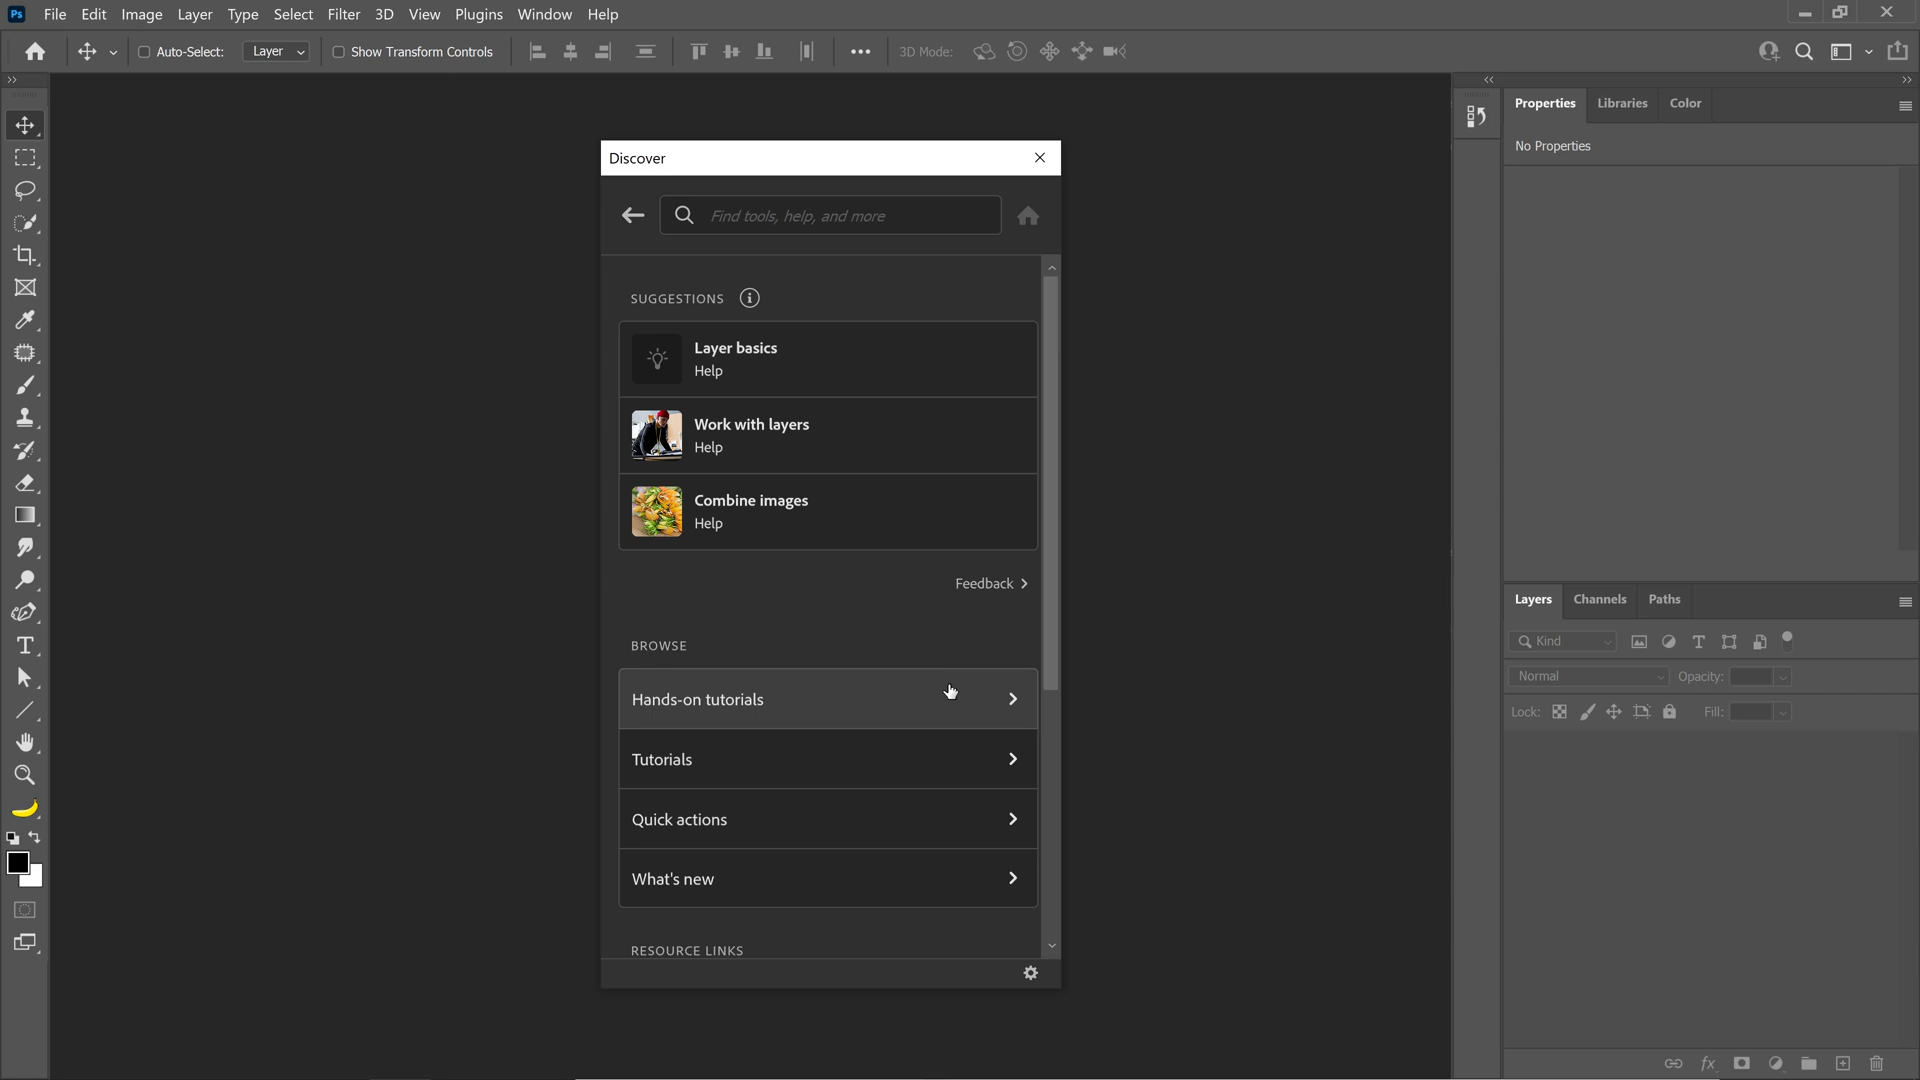 Ps File Edit Image Layer Type Select Filter 3D View Plugins Window Help
Auto-Select: Layer Show Transform Controls 3D Mode:
Properties Libraries Color
No Properties
Discover
Find tools, help, and more
SUGGESTIONS
Layer basics
Help
Work with layers
Help
Combine images
Help
Feedback
BROWSE
Hands-on tutorials
Tutorials
Quick actions
What's new
RESOURCE LINKS
Layers Channels Paths
Kind
Normal Opacity:
Lock: Fill:
fx